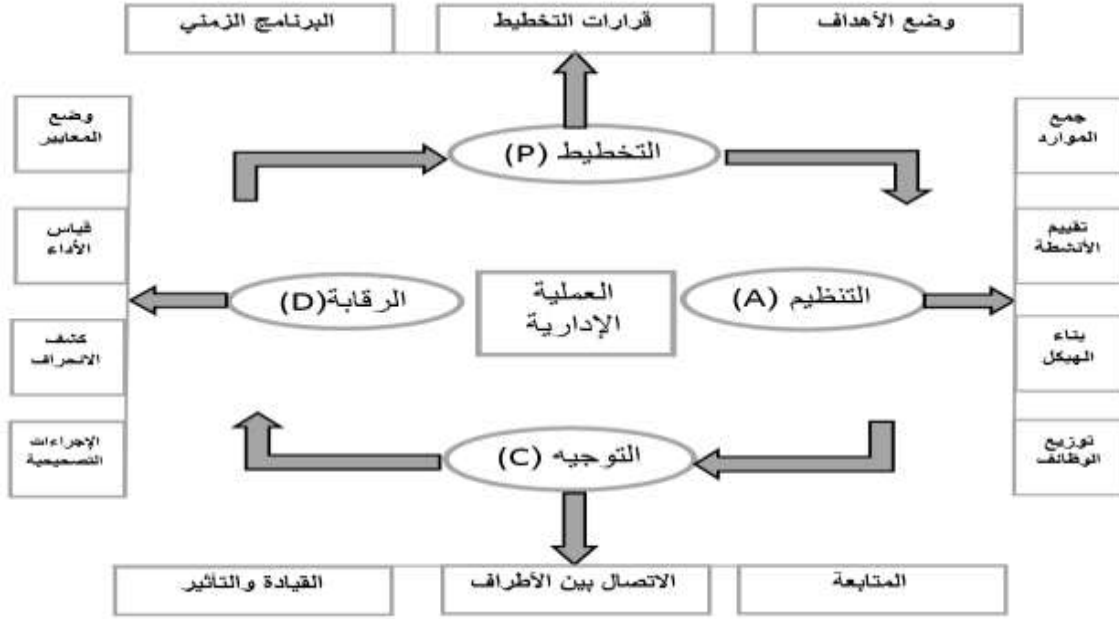 وضع الأهداف
قرارات التخطيط
البرنامج الزمني
التخطيط (P)
جمع
الموارد
تقييم
الأنشطة
بناء
الهيكل
توزيع
الوظائف
التنظيم (A)
العملية
الإدارية
الرقابة(D)
وضع
المعايير
قياس
الأداء
كشف
الانحراف
الإجراءات
التصحيحية
التوجيه (C)
المتابعة
الاتصال بين الأطراف
القيادة والتأثير